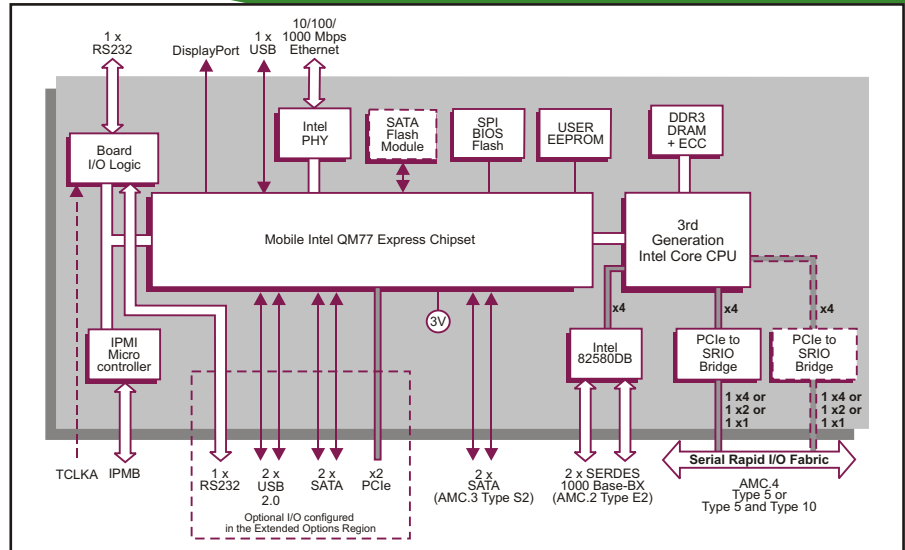 1 x
RS232
DisplayPort
1 x
USB
10/100/
1000 Mbps
Ethernet
Board
I/O Logic
Intel
PHY
SATA
Flash
Module
SPI
BIOS
Flash
USER
EEPROM
DDR3
DRAM
+ ECC
Mobile Intel QM77 Express Chipset
3rd
Generation
Intel Core CPU
3V
x4
x4
x4
IPMI
Micro
controller
Intel
82580DB
PCIe to
SRIO
Bridge
PCIe to
SRIO
Bridge
1 x4 or
1 x2 or
1 x1
1 x4 or
1 x2 or
1 x1
Serial Rapid I/O Fabric
TCLKA
IPMB
1 x
RS232
2 x
USB
2.0
2 x
SATA
x2
PCIe
Optional I/O configured
in the Extended Options Region
2 x
SATA
(AMC.3 Type S2)
2 x SERDES
1000 Base-BX
(AMC.2 Type E2)
AMC.4
Type 5 or
Type 5 and Type 10